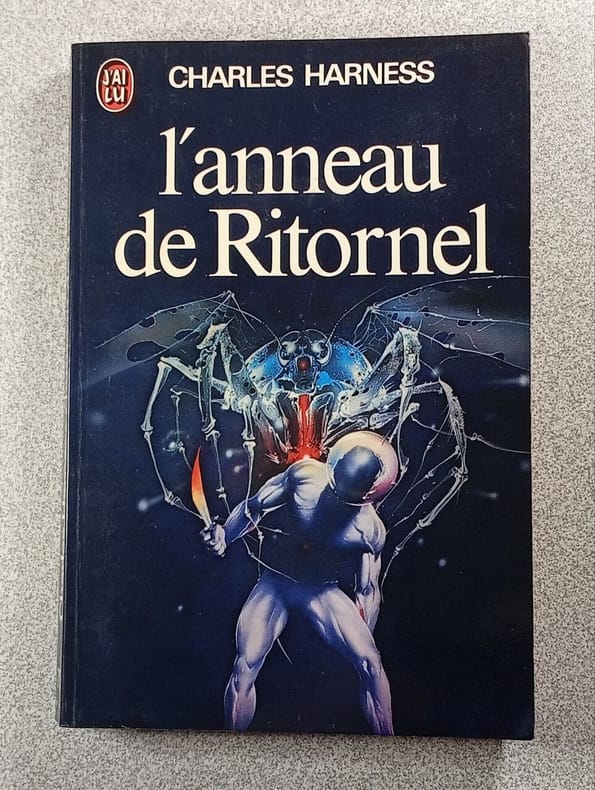 J'AI
LU
CHARLES HARNESS
l'anneau
de Ritornel